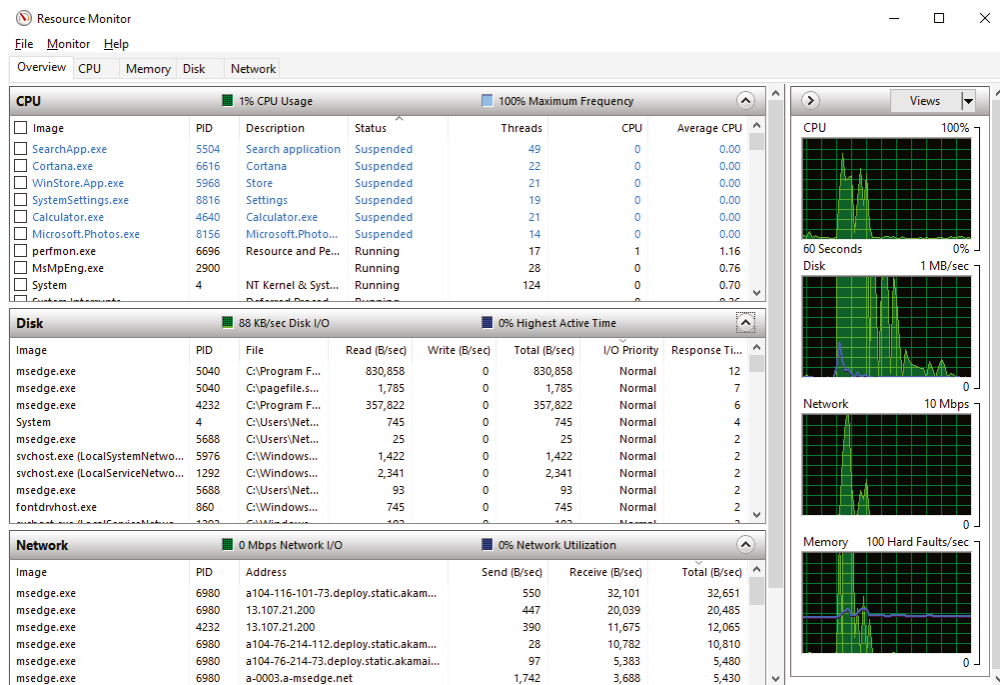 Resource Monitor
File Monitor Help
Overview CPU Memory Disk Network
CPU 1% CPU Usage 100% Maximum Frequency
Image PID Description Status Threads CPU Average CPU
SearchApp.exe 5504 Search application Suspended 49 0 0.00
Cortana.exe 6616 Cortana Suspended 22 0 0.00
WinStore.App.exe 5968 Store Suspended 21 0 0.00
SystemSettings.exe 8816 Settings Suspended 19 0 0.00
Calculator.exe 4640 Calculator.exe Suspended 21 0 0.00
Microsoft.Photos.exe 8156 Microsoft.Photo... Suspended 14 0 0.00
perfmon.exe 6696 Resource and Pe... Running 17 1 1.16
MsMpEng.exe 2900 Running 28 0 0.76
System 4 NT Kernel & Syst... Running 124 0 0.70
Disk 88 KB/sec Disk I/O 0% Highest Active Time
Image PID File Read (B/sec) Write (B/sec) Total (B/sec) I/O Priority Response Ti...
msedge.exe 5040 C:\Program F... 830,858 0 830,858 Normal 12
msedge.exe 5040 C:\pagefile.s... 1,785 0 1,785 Normal 7
msedge.exe 4232 C:\Program F... 357,822 0 357,822 Normal 6
System 4 C:\Users\Net... 745 0 745 Normal 4
msedge.exe 5688 C:\Users\Net... 25 0 25 Normal 2
svchost.exe (LocalSystemNetwo... 5976 C:\Windows... 1,422 0 1,422 Normal 2
svchost.exe (LocalServiceNetwo... 1292 C:\Windows... 2,341 0 2,341 Normal 2
msedge.exe 5688 C:\Users\Net... 93 0 93 Normal 2
fontdrvhost.exe 860 C:\Windows... 745 0 745 Normal 2
Network 0 Mbps Network I/O 0% Network Utilization
Image PID Address Send (B/sec) Receive (B/sec) Total (B/sec)
msedge.exe 6980 a104-116-101-73.deploy.static.akam... 550 32,101 32,651
msedge.exe 6980 13.107.21.200 447 20,039 20,485
msedge.exe 4232 13.107.21.200 390 11,675 12,065
msedge.exe 6980 a104-76-214-112.deploy.static.akam... 28 10,782 10,810
msedge.exe 6980 a104-76-214-73.deploy.static.akamai... 97 5,383 5,480
msedge.exe 6980 a-0003.a-msedge.net 1,742 3,688 5,430
Views
CPU 100%
60 Seconds 0%
Disk 1 MB/sec
0
Network 10 Mbps
0
Memory 100 Hard Faults/sec
0